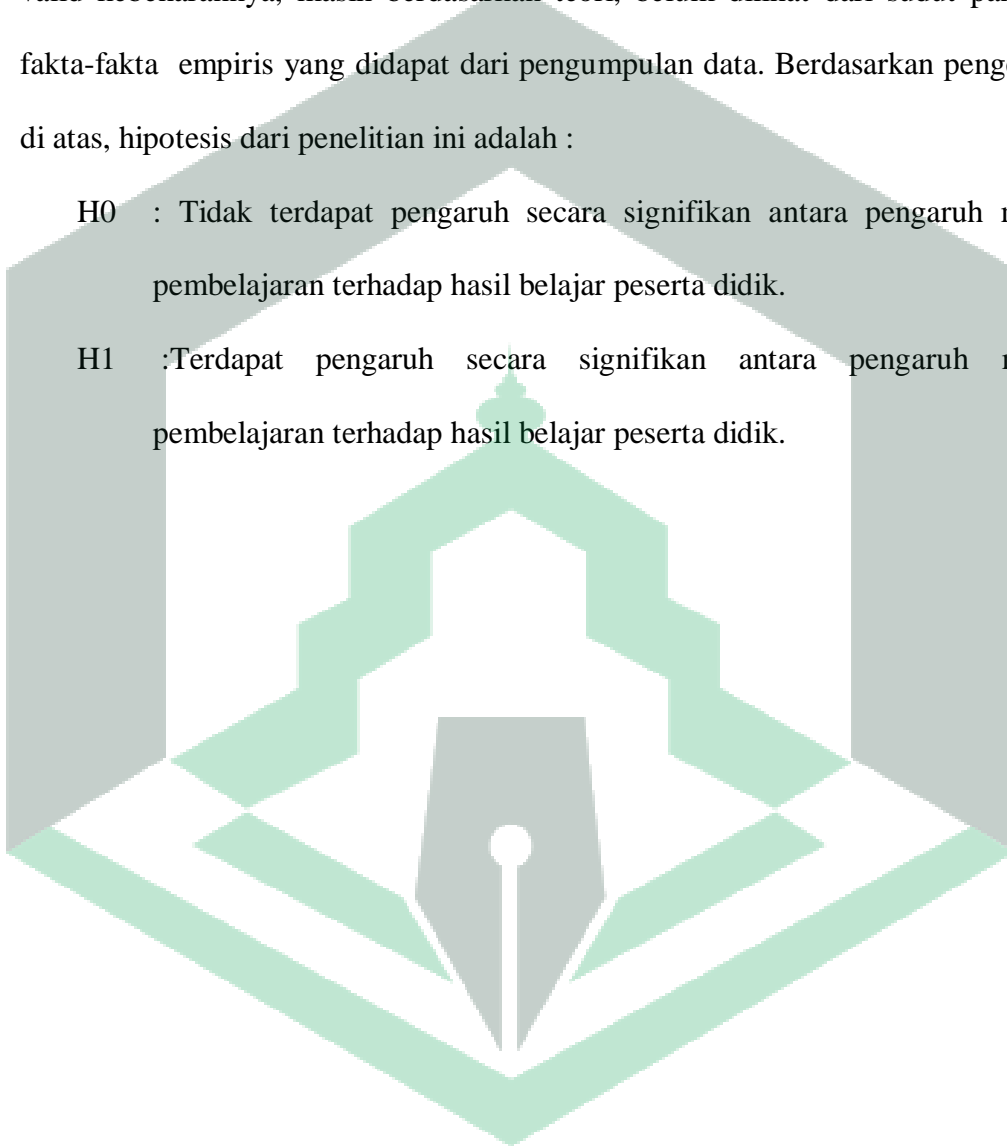 fakta-fakta empiris yang didapat dari pengumpulan data. Berdasarkan
di atas, hipotesis dari penelitian ini adalah :
H0 : Tidak terdapat pengaruh secara signifikan antara pengaruh
pembelajaran terhadap hasil belajar peserta didik.
H1 :Terdapat pengaruh secara signifikan antara pengaruh
pembelajaran terhadap hasil belajar peserta didik.